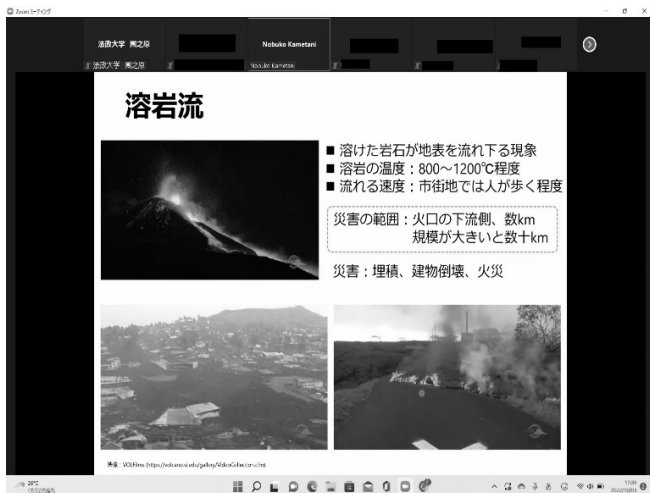 Zoom ミーティング
法政大学 鷹之原
Nobuko Kametani
Nobuko Kametani
溶岩流
■ 溶けた岩石が地表を流れ下る現象
■ 溶岩の温度：800～1200℃程度
■ 流れる速度：市街地では人が歩く程度
災害の範囲：火口の下流側、数km
規模が大きいと数十km
災害：埋積、建物倒壊、火災